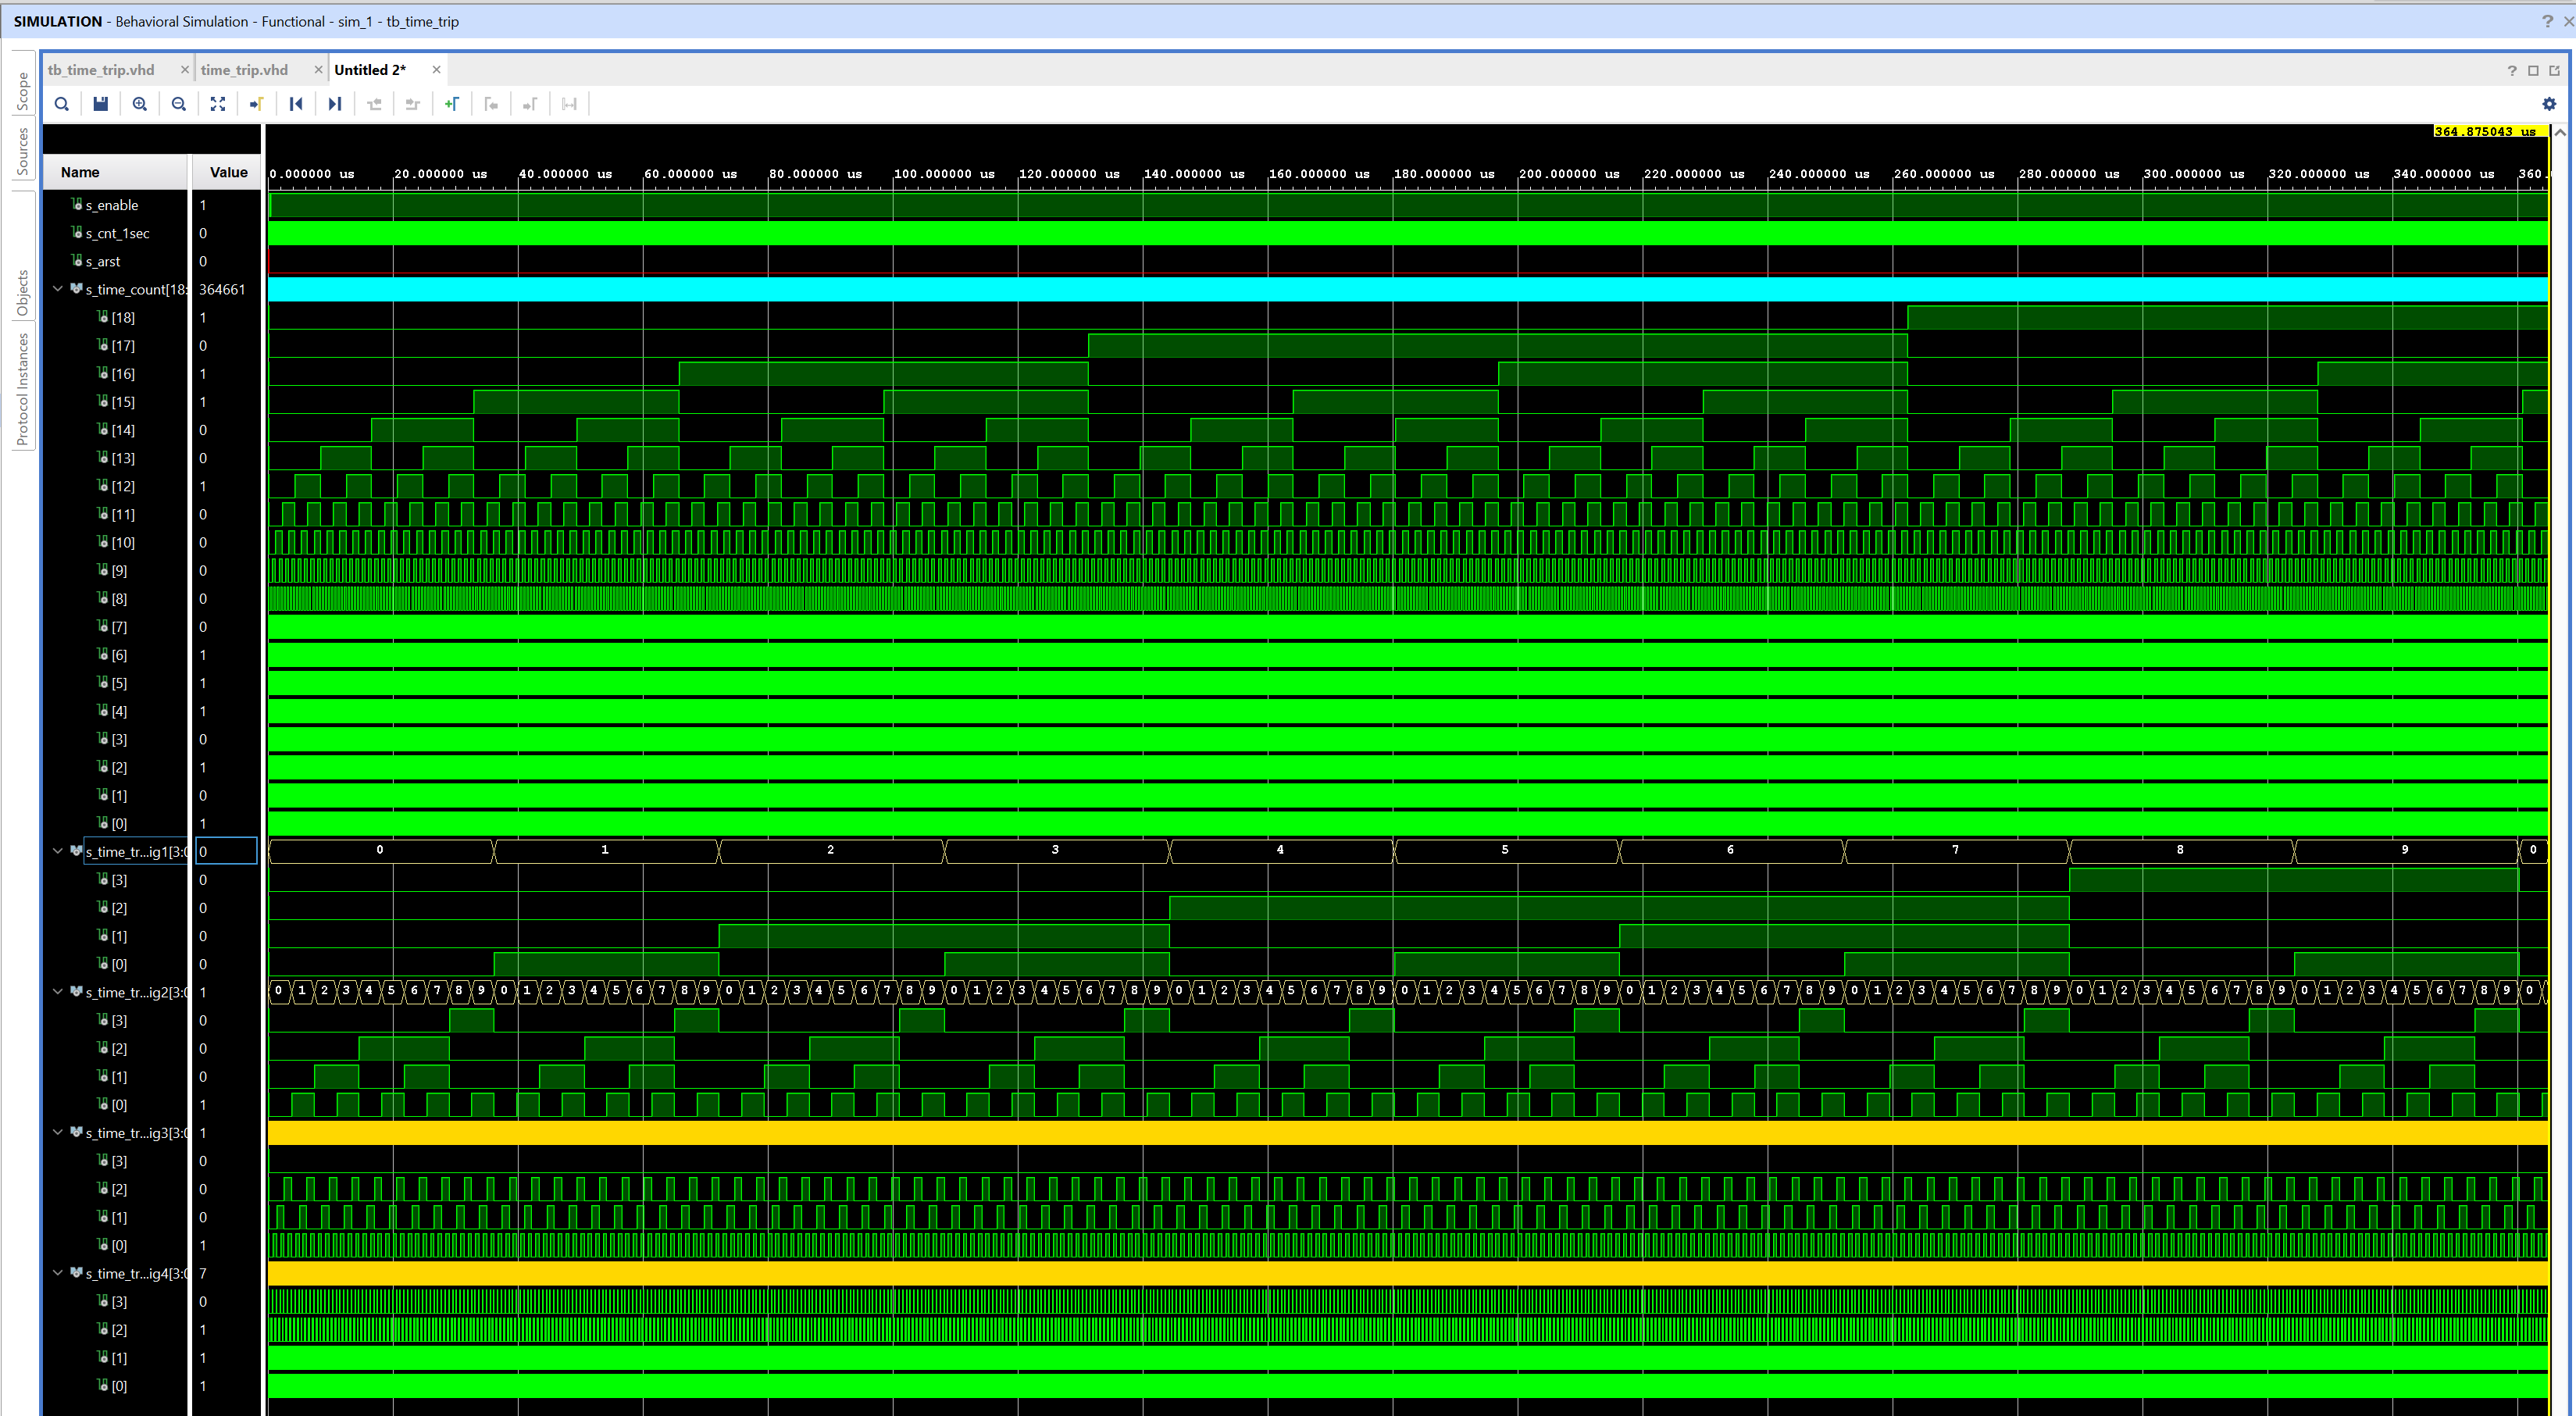 SIMULATION - Behavioral Simulation - Functional - sim_1 - tb_time_trip
tb_time_trip.vhd
time_trip.vhd
Untitled 2*
Scope
Sources
Objects
Protocol Instances
364.875043 us
Name Value
0.000000 us 20.000000 us 40.000000 us 60.000000 us 80.000000 us 100.000000 us 120.000000 us 140.000000 us 160.000000 us 180.000000 us 200.000000 us 220.000000 us 240.000000 us 260.000000 us 280.000000 us 300.000000 us 320.000000 us 340.000000 us 360.
s_enable 1
s_cnt_1sec 0
s_arst 0
s_time_count[18: 364661
[18] 1
[17] 0
[16] 1
[15] 1
[14] 0
[13] 0
[12] 1
[11] 0
[10] 0
[9] 0
[8] 0
[7] 0
[6] 1
[5] 1
[4] 1
[3] 0
[2] 1
[1] 0
[0] 1
s_time_tr...ig1[3:0 0 0 1 2 3 4 5 6 7 8 9 0
[3] 0
[2] 0
[1] 0
[0] 0
s_time_tr...ig2[3:0 1 0 1 2 3 4 5 6 7 8 9 0 1 2 3 4 5 6 7 8 9 0 1 2 3 4 5 6 7 8 9 0 1 2 3 4 5 6 7 8 9 0 1 2 3 4 5 6 7 8 9 0 1 2 3 4 5 6 7 8 9 0 1 2 3 4 5 6 7 8 9 0 1 2 3 4 5 6 7 8 9 0 1 2 3 4 5 6 7 8 9 0 1 2 3 4 5 6 7 8 9 0
[3] 0
[2] 0
[1] 0
[0] 1
s_time_tr...ig3[3:0 1
[3] 0
[2] 0
[1] 0
[0] 1
s_time_tr...ig4[3:0 7
[3] 0
[2] 1
[1] 1
[0] 1